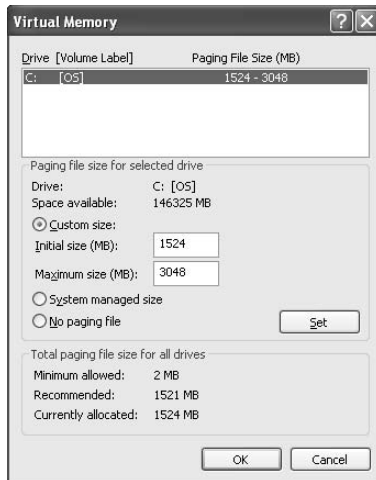 Virtual Memory
Drive [Volume Label] Paging File Size (MB)
C: [OS] 1524 - 3048
Paging file size for selected drive
Drive: C: [OS]
Space available: 146325 MB
Custom size:
Initial size (MB): 1524
Maximum size (MB): 3048
System managed size
No paging file Set
Total paging file size for all drives
Minimum allowed: 2 MB
Recommended: 1521 MB
Currently allocated: 1524 MB
OK Cancel